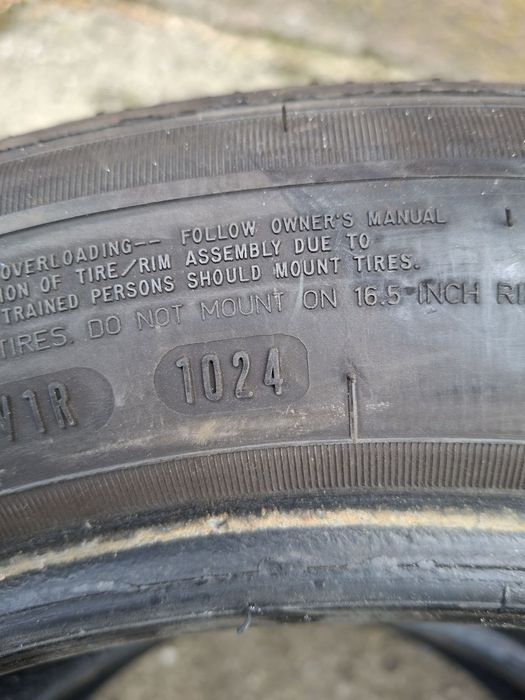 OVERLOADING-- FOLLOW OWNER'S MANUAL
ION OF TIRE/RIM ASSEMBLY DUE TO
TRAINED PERSONS SHOULD MOUNT TIRES.
TIRES. DO NOT MOUNT ON 16.5-INCH RI
1R 1024